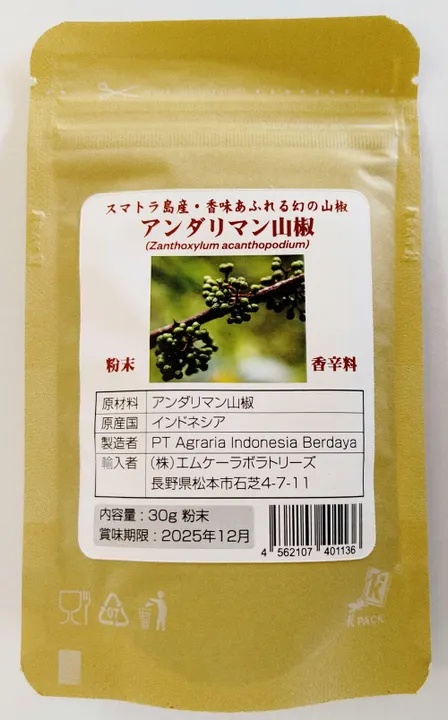 スマトラ島産・香味あふれる幻の山椒
アンダリマン山椒
(Zanthoxylum acanthopodium)
粉末
香辛料
原材料 アンダリマン山椒
原産国 インドネシア
製造者 PT Agraria Indonesia Berdaya
輸入者 (株)エムケーラボラトリーズ
長野県松本市石芝4-7-11
内容量 : 30g 粉末
賞味期限 : 2025年12月
4 562107 401136
07
PACK